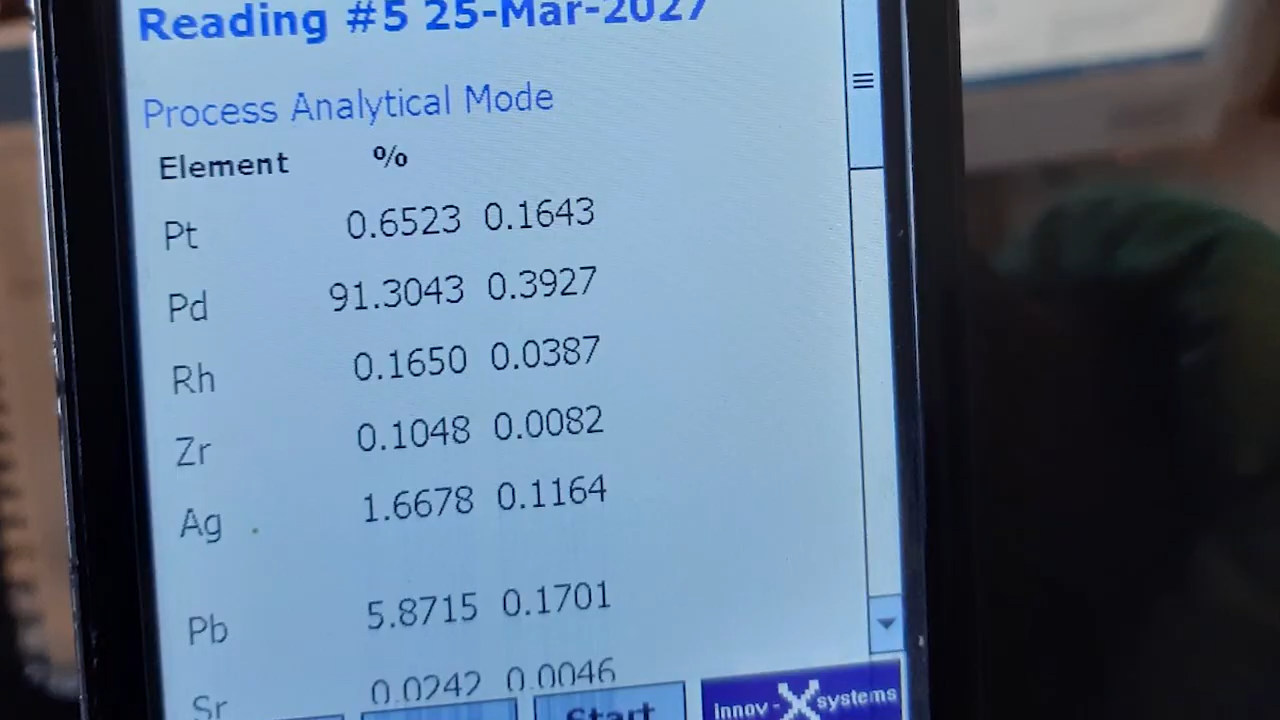 Reading #5 25-Mar-2027
Process Analytical Mode
Element %
Pt 0.6523 0.1643
Pd 91.3043 0.3927
Rh 0.1650 0.0387
Zr 0.1048 0.0082
Ag 1.6678 0.1164
Pb 5.8715 0.1701
Sr 0.0242 0.0046
Start
innov-X systems